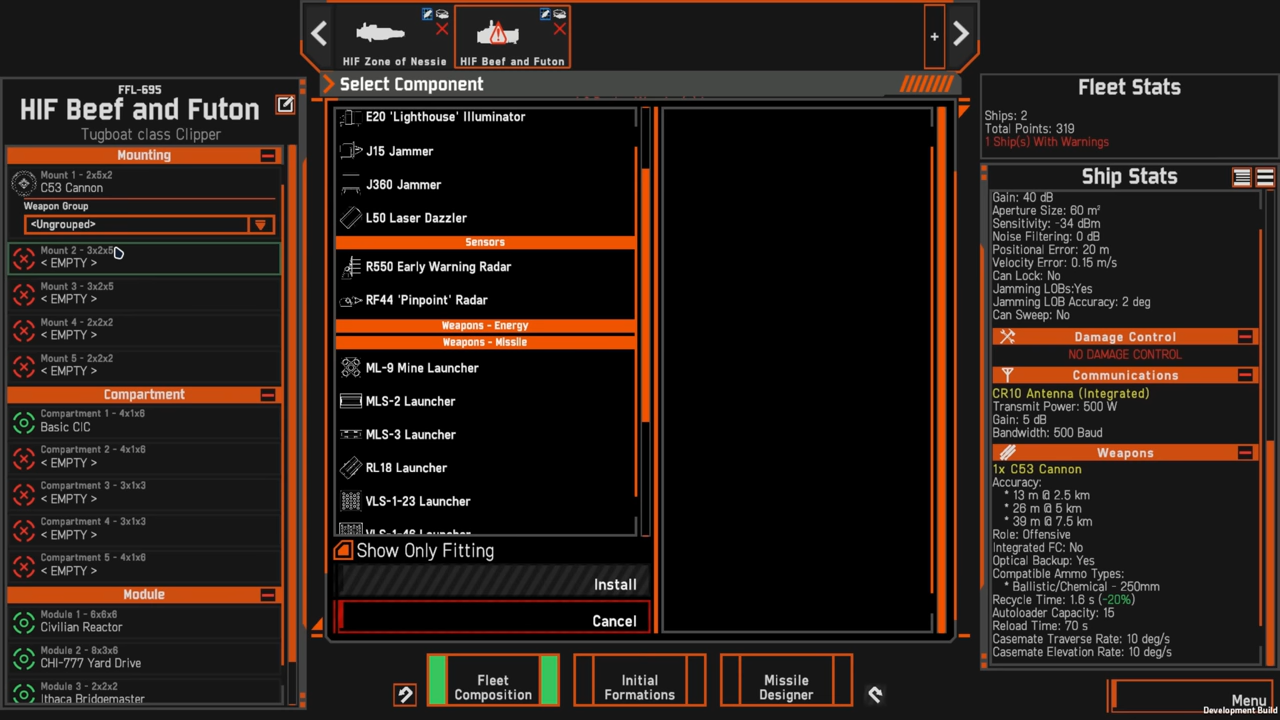 HIF Zone of Nessie
HIF Beef and Futon
+
Select Component
FFL-695
HIF Beef and Futon
Tugboat class Clipper
Mounting
Mount 1 - 2x5x2
C53 Cannon
Weapon Group
<Ungrouped>
Mount 2 - 3x2x5
< EMPTY >
Mount 3 - 3x2x5
< EMPTY >
Mount 4 - 2x2x2
< EMPTY >
Mount 5 - 2x2x2
< EMPTY >
Compartment
Compartment 1 - 4x1x6
Basic CIC
Compartment 2 - 4x1x6
< EMPTY >
Compartment 3 - 3x1x3
< EMPTY >
Compartment 4 - 3x1x3
< EMPTY >
Compartment 5 - 4x1x6
< EMPTY >
Module
Module 1 - 6x6x6
Civilian Reactor
Module 2 - 8x3x6
CHI-777 Yard Drive
Module 3 - 2x2x2
Ithaca Bridgemaster
E20 'Lighthouse' Illuminator
J15 Jammer
J360 Jammer
L50 Laser Dazzler
Sensors
R550 Early Warning Radar
RF44 'Pinpoint' Radar
Weapons - Energy
Weapons - Missile
ML-9 Mine Launcher
MLS-2 Launcher
MLS-3 Launcher
RL18 Launcher
VLS-1-23 Launcher
VLS-1-46 Launcher
Show Only Fitting
Install
Cancel
Fleet Composition
Initial Formations
Missile Designer
Fleet Stats
Ships: 2
Total Points: 319
1 Ship(s) With Warnings
Ship Stats
Gain: 40 dB
Aperture Size: 60 m²
Sensitivity: -34 dBm
Noise Filtering: 0 dB
Positional Error: 20 m
Velocity Error: 0.15 m/s
Can Lock: No
Jamming LOBs:Yes
Jamming LOB Accuracy: 2 deg
Can Sweep: No
Damage Control
NO DAMAGE CONTROL
Communications
CR10 Antenna (Integrated)
Transmit Power: 500 W
Gain: 5 dB
Bandwidth: 500 Baud
Weapons
1x C53 Cannon
Accuracy:
* 13 m @ 2.5 km
* 26 m @ 5 km
* 39 m @ 7.5 km
Role: Offensive
Integrated FC: No
Optical Backup: Yes
Compatible Ammo Types:
* Ballistic/Chemical - 250mm
Recycle Time: 1.6 s (-20%)
Autoloader Capacity: 15
Reload Time: 70 s
Casemate Traverse Rate: 10 deg/s
Casemate Elevation Rate: 10 deg/s
Menu
Development Build